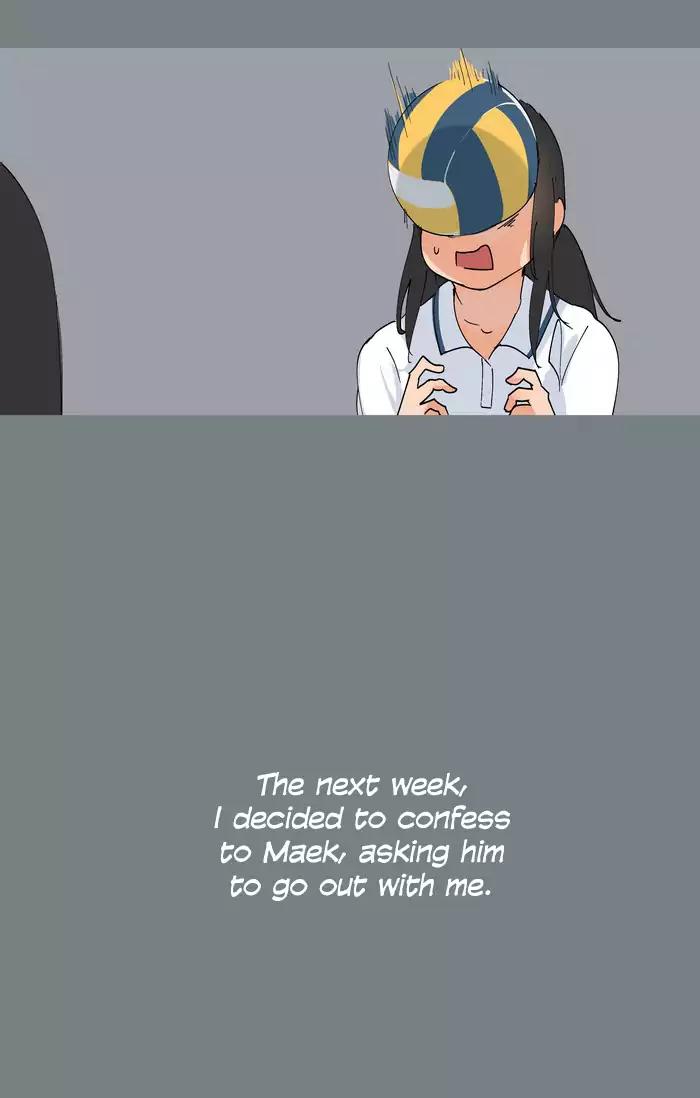 The next week,
I decided to confess
to Maek, asking him
to go out with me.